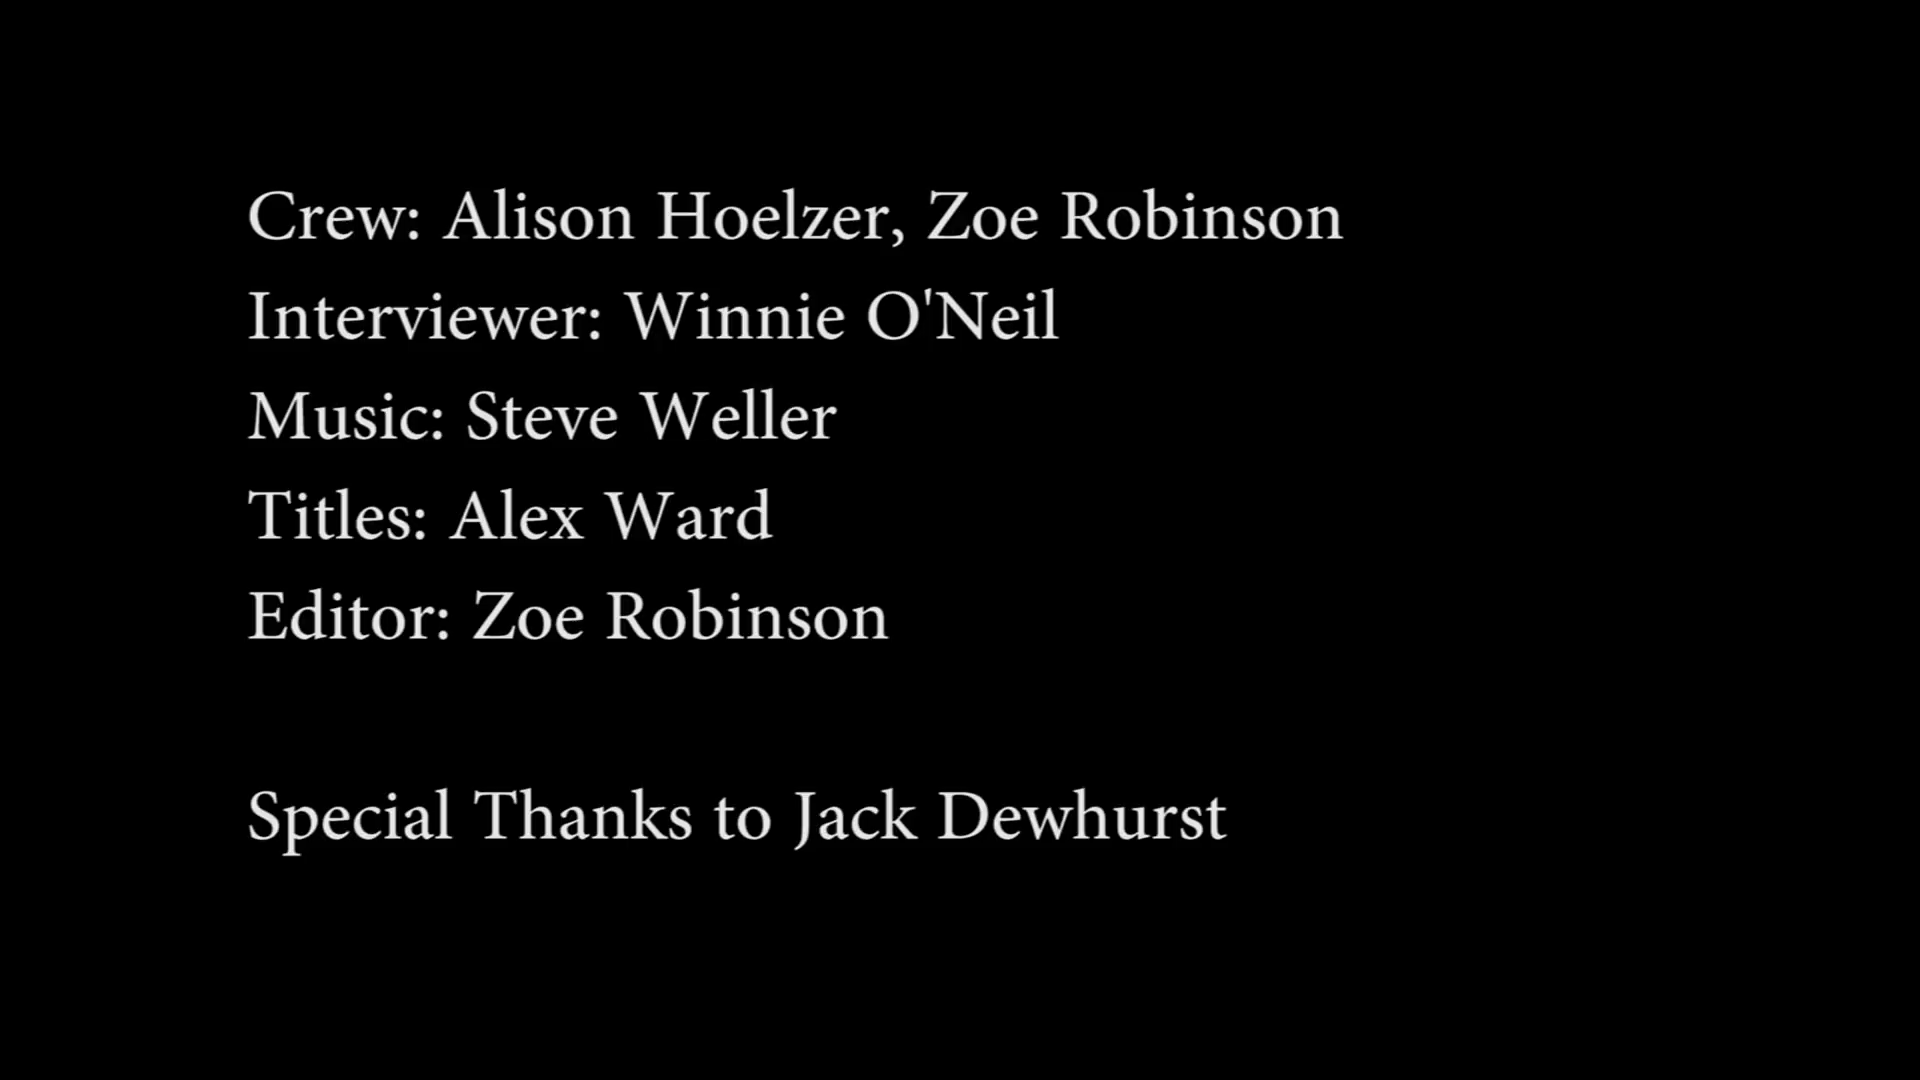 Crew: Alison Hoelzer, Zoe Robinson
Interviewer: Winnie O'Neil
Music: Steve Weller
Titles: Alex Ward
Editor: Zoe Robinson
Special Thanks to Jack Dewhurst